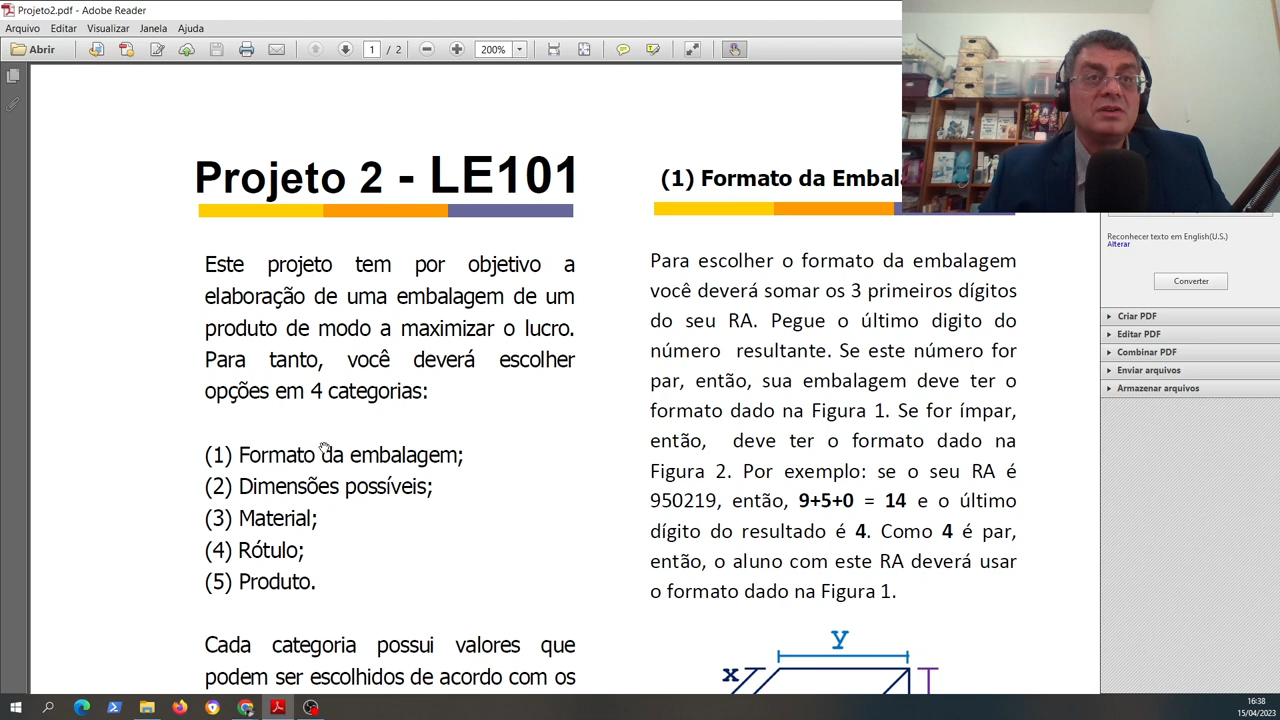 Projeto2.pdf - Adobe Reader
Arquivo Editar Visualizar Janela Ajuda
Abrir 1 / 2 200%
Projeto 2 - LE101
Este projeto tem por objetivo a
elaboração de uma embalagem de um
produto de modo a maximizar o lucro.
Para tanto, você deverá escolher
opções em 4 categorias:
(1) Formato da embalagem;
(2) Dimensões possíveis;
(3) Material;
(4) Rótulo;
(5) Produto.
Cada categoria possui valores que
podem ser escolhidos de acordo com os
(1) Formato da Embal
Para escolher o formato da embalagem
você deverá somar os 3 primeiros dígitos
do seu RA. Pegue o último digito do
número resultante. Se este número for
par, então, sua embalagem deve ter o
formato dado na Figura 1. Se for ímpar,
então, deve ter o formato dado na
Figura 2. Por exemplo: se o seu RA é
950219, então, 9+5+0 = 14 e o último
dígito do resultado é 4. Como 4 é par,
então, o aluno com este RA deverá usar
o formato dado na Figura 1.
y
x
Reconhecer texto em English(U.S.)
Alterar
Converter
Criar PDF
Editar PDF
Combinar PDF
Enviar arquivos
Armazenar arquivos
16:38
15/04/2023